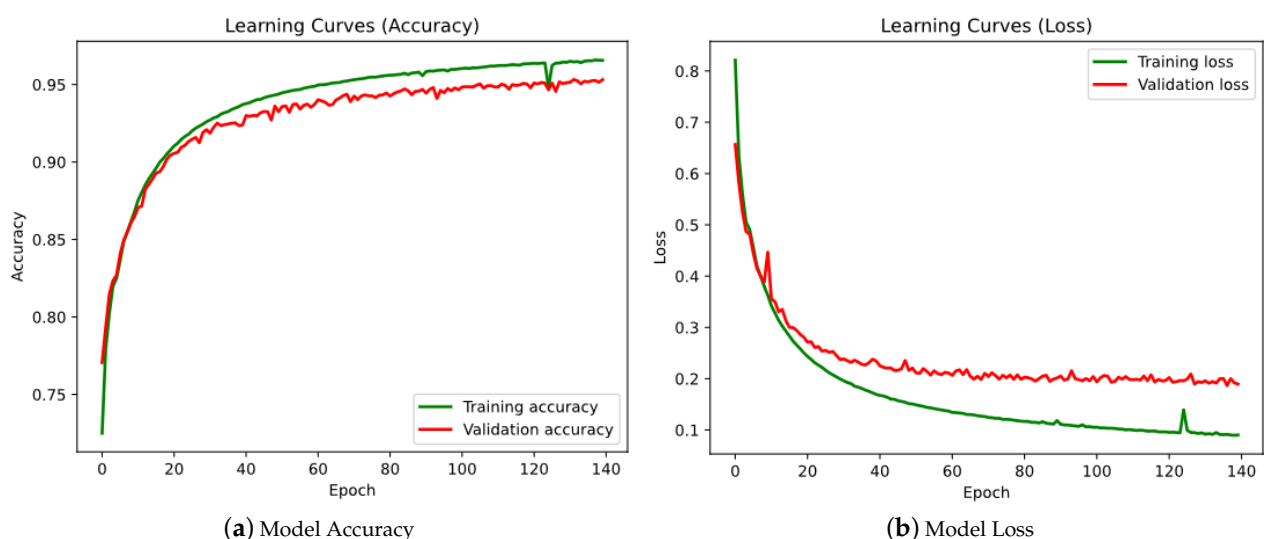 Learning Curves (Accuracy)
0.95
0.90
0.85
0.80
0.75
Accuracy
Training accuracy
Validation accuracy
0 20 40 60 80 100 120 140
Epoch
(a) Model Accuracy
Learning Curves (Loss)
0.8
0.7
0.6
0.5
0.4
0.3
0.2
0.1
Loss
Training loss
Validation loss
0 20 40 60 80 100 120 140
Epoch
(b) Model Loss